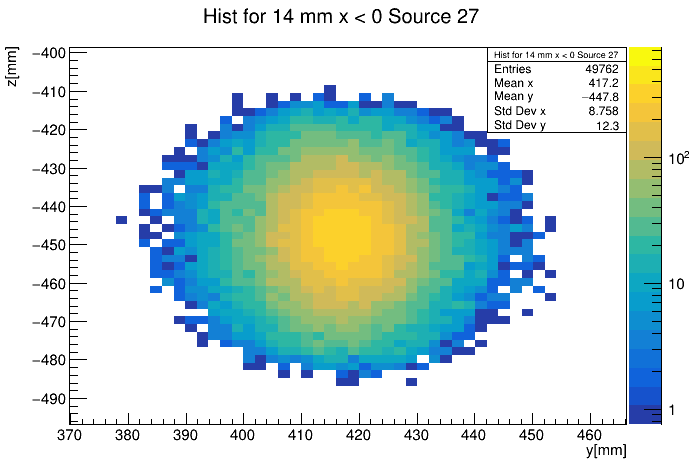 Hist for 14 mm x < 0 Source 27
z[mm]
−400
−410
−420
−430
−440
−450
−460
−470
−480
−490
Hist for 14 mm x < 0 Source 27
Entries 49762
Mean x 417.2
Mean y −447.8
Std Dev x 8.758
Std Dev y 12.3
10²
10
1
370 380 390 400 410 420 430 440 450 460
y[mm]